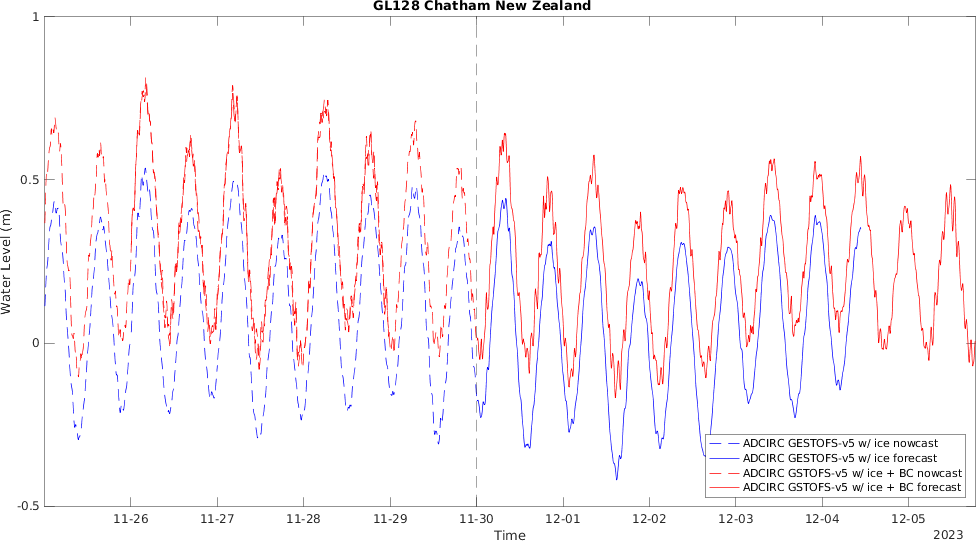 GL128 Chatham New Zealand
1
0.5
0
-0.5
Water Level (m)
11-26 11-27 11-28 11-29 11-30 12-01 12-02 12-03 12-04 12-05
Time
2023
ADCIRC GESTOFS-v5 w/ ice nowcast
ADCIRC GESTOFS-v5 w/ ice forecast
ADCIRC GSTOFS-v5 w/ ice + BC nowcast
ADCIRC GSTOFS-v5 w/ ice + BC forecast